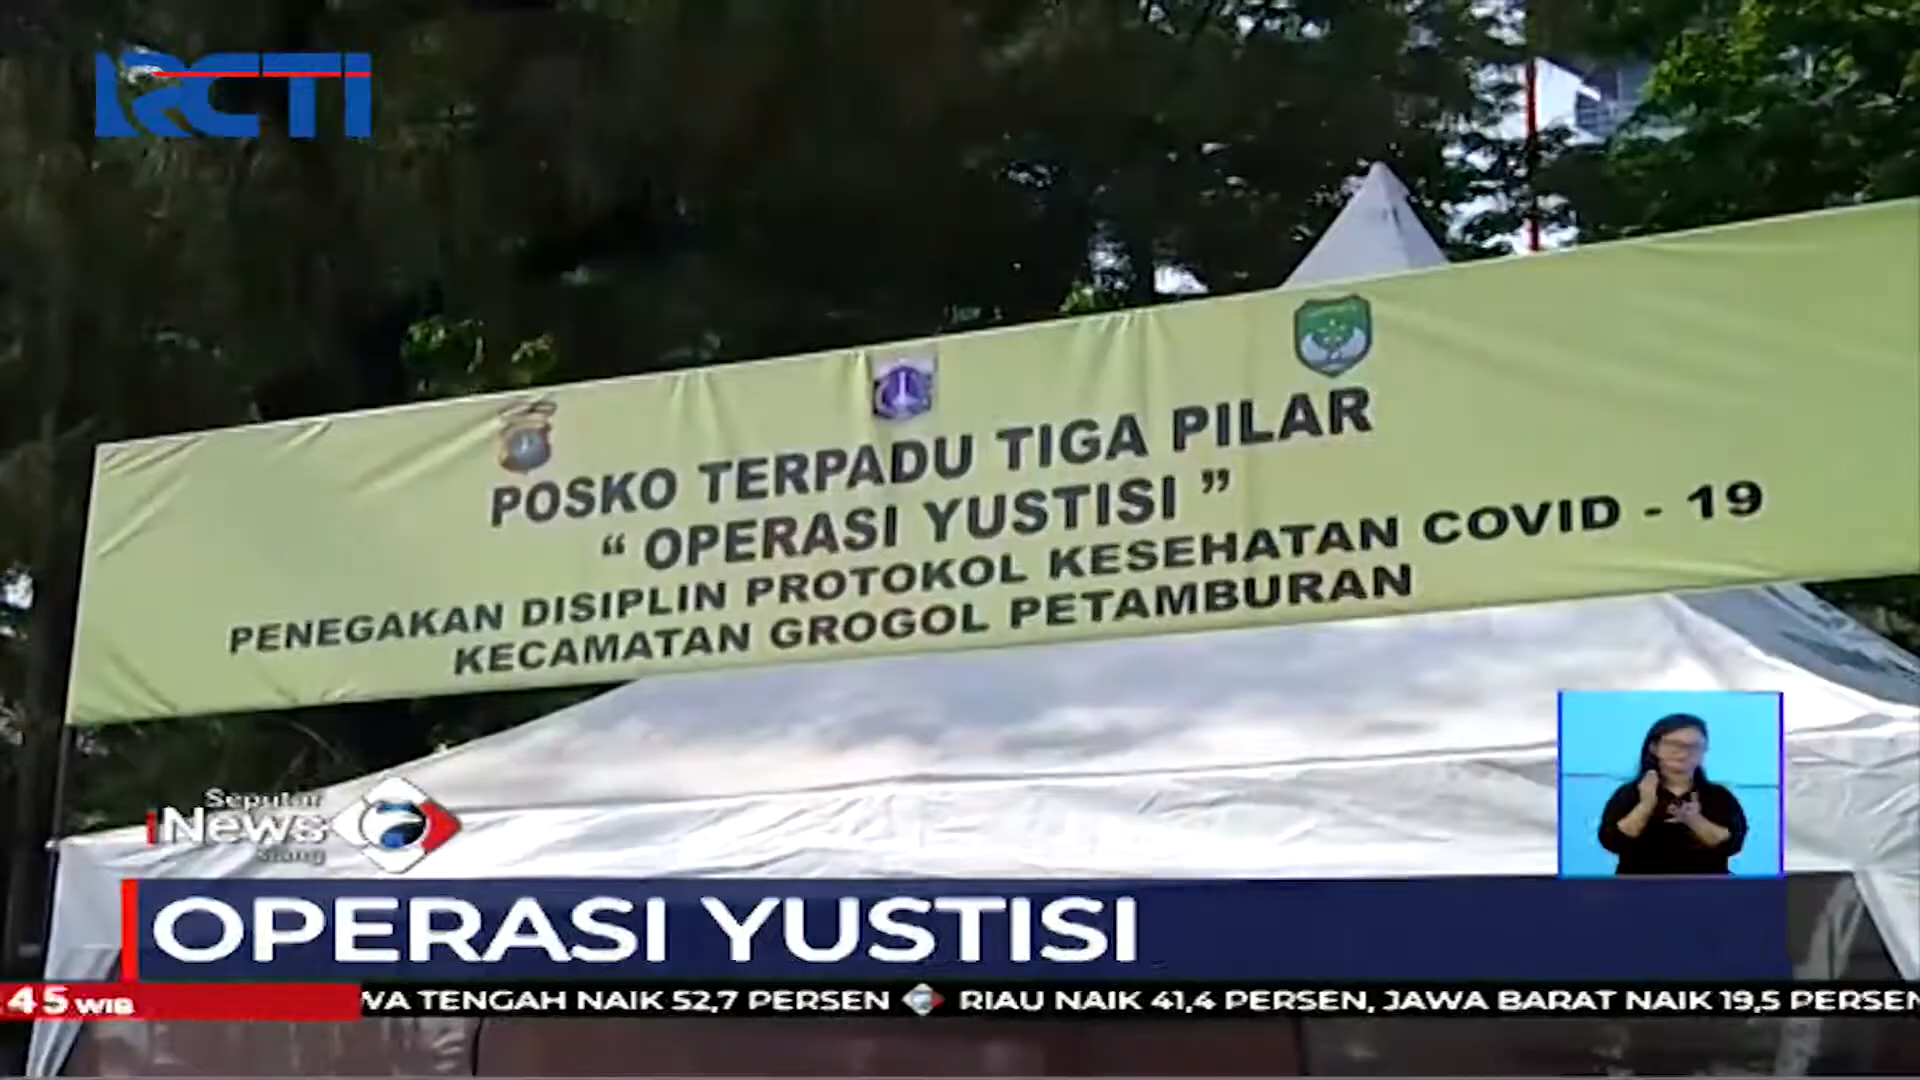 RCTI
POSKO TERPADU TIGA PILAR
“ OPERASI YUSTISI ”
PENEGAKAN DISIPLIN PROTOKOL KESEHATAN COVID - 19
KECAMATAN GROGOL PETAMBURAN
Seputar
iNews
Siang
OPERASI YUSTISI
45 WIB
WA TENGAH NAIK 52,7 PERSEN RIAU NAIK 41,4 PERSEN, JAWA BARAT NAIK 19,5 PERSEN